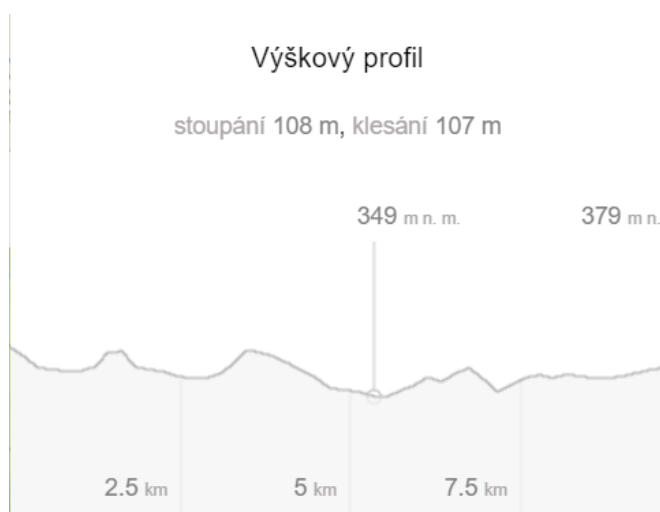 Výškový profil
stoupání 108 m, klesání 107 m
349 m n. m. 379 m n.
2.5 km 5 km 7.5 km